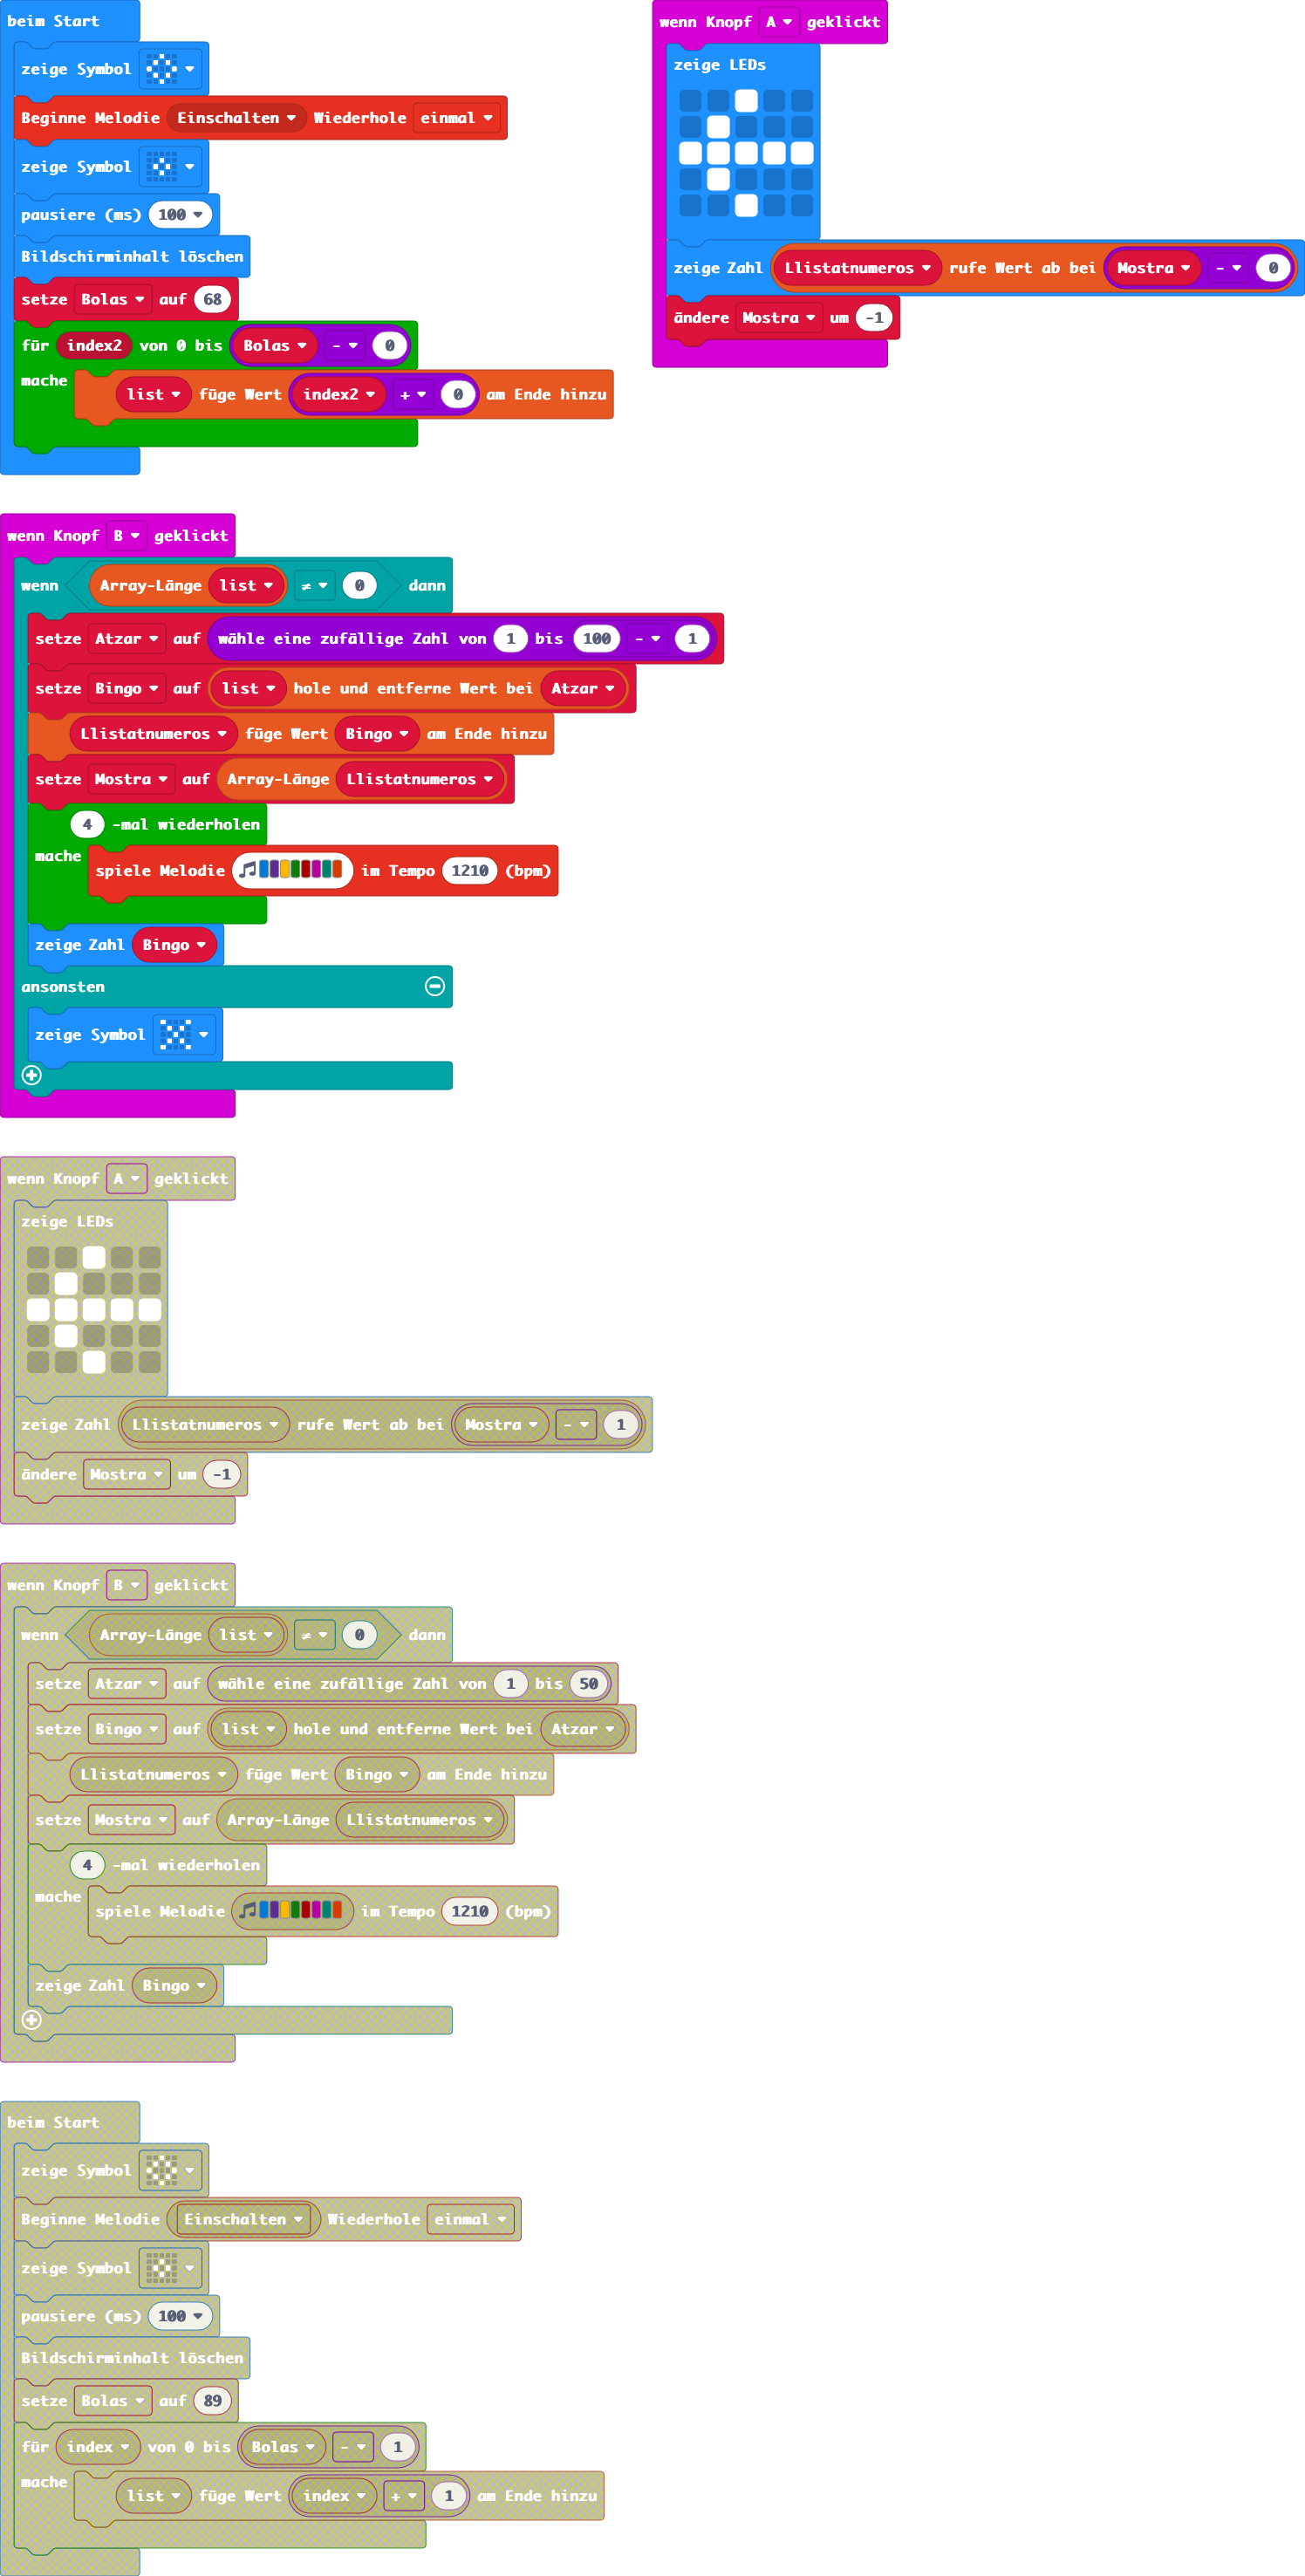 beim Start
zeige Symbol
Beginne Melodie Einschalten Wiederhole einmal
zeige Symbol
pausiere (ms) 100
Bildschirminhalt löschen
setze Bolas auf 68
für index2 von 0 bis Bolas - 0
mache list füge Wert index2 + 0 am Ende hinzu
wenn Knopf A geklickt
zeige LEDs
zeige Zahl Llistatnumeros rufe Wert ab bei Mostra - 0
ändere Mostra um -1
wenn Knopf B geklickt
wenn Array-Länge list ≠ 0 dann
setze Atzar auf wähle eine zufällige Zahl von 1 bis 100 - 1
setze Bingo auf list hole und entferne Wert bei Atzar
Llistatnumeros füge Wert Bingo am Ende hinzu
setze Mostra auf Array-Länge Llistatnumeros
4 -mal wiederholen
mache spiele Melodie im Tempo 1210 (bpm)
zeige Zahl Bingo
ansonsten
zeige Symbol
wenn Knopf A geklickt
zeige LEDs
zeige Zahl Llistatnumeros rufe Wert ab bei Mostra - 1
ändere Mostra um -1
wenn Knopf B geklickt
wenn Array-Länge list ≠ 0 dann
setze Atzar auf wähle eine zufällige Zahl von 1 bis 50
setze Bingo auf list hole und entferne Wert bei Atzar
Llistatnumeros füge Wert Bingo am Ende hinzu
setze Mostra auf Array-Länge Llistatnumeros
4 -mal wiederholen
mache spiele Melodie im Tempo 1210 (bpm)
zeige Zahl Bingo
beim Start
zeige Symbol
Beginne Melodie Einschalten Wiederhole einmal
zeige Symbol
pausiere (ms) 100
Bildschirminhalt löschen
setze Bolas auf 89
für index von 0 bis Bolas - 1
mache list füge Wert index + 1 am Ende hinzu